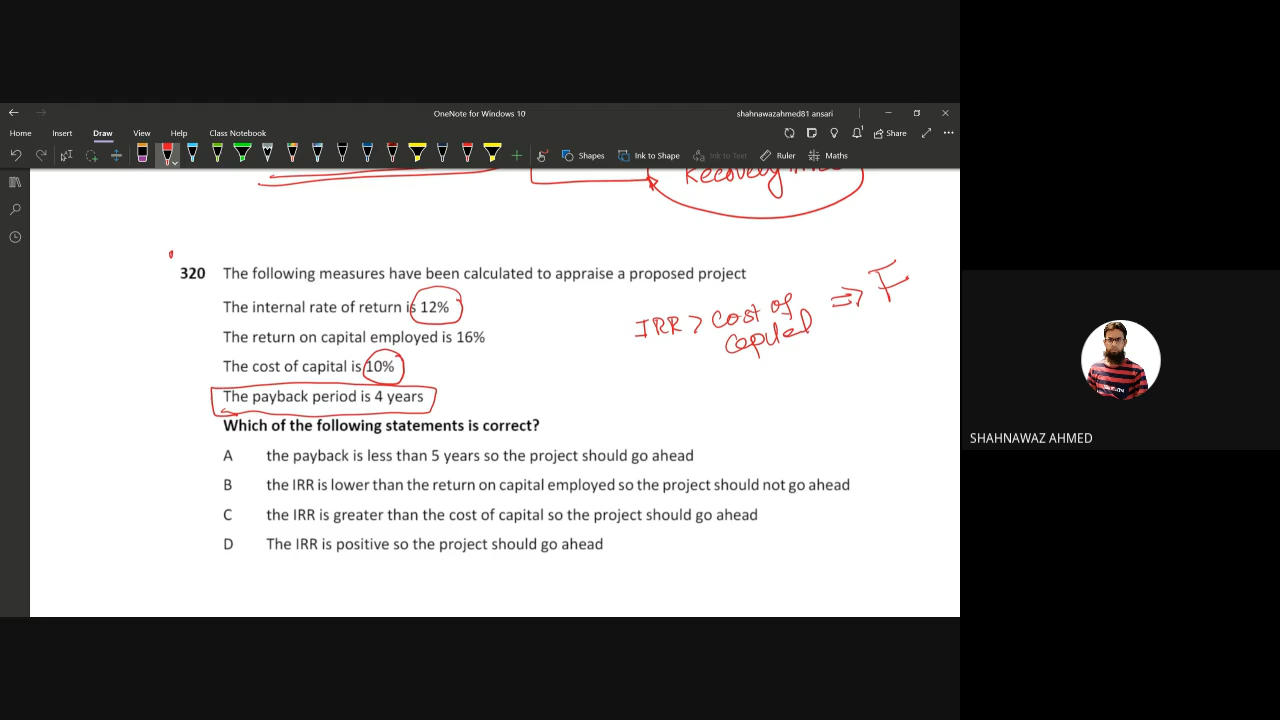 OneNote for Windows 10
shahnawazahmed81 ansari
Home Insert Draw View Help Class Notebook
Share
Shapes Ink to Shape Ink to Text Ruler Maths
Recovery
320 The following measures have been calculated to appraise a proposed project
The internal rate of return is 12%
The return on capital employed is 16%
The cost of capital is 10%
The payback period is 4 years
IRR > cost of
capital
⇒ F
Which of the following statements is correct?
A the payback is less than 5 years so the project should go ahead
B the IRR is lower than the return on capital employed so the project should not go ahead
C the IRR is greater than the cost of capital so the project should go ahead
D The IRR is positive so the project should go ahead
SHAHNAWAZ AHMED